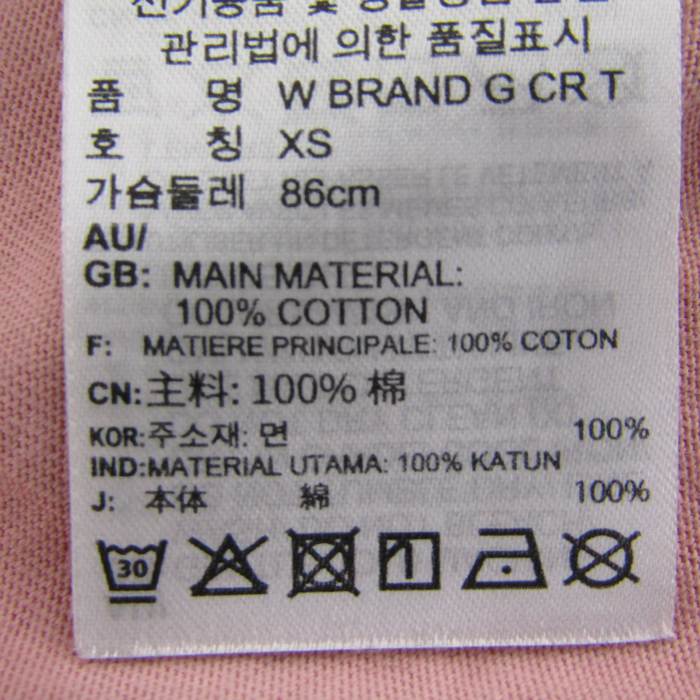 관리법에 의한 품질표시
품 명 W BRAND G CR T
호 칭 XS
가슴둘레 86cm
AU/
GB: MAIN MATERIAL:
100% COTTON
F: MATIERE PRINCIPALE: 100% COTON
CN:主料: 100% 棉
KOR:주소재: 면 100%
IND:MATERIAL UTAMA: 100% KATUN
J: 本体 綿 100%
30